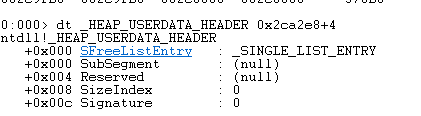 0:000> dt _HEAP_USERDATA_HEADER 0x2ca2e8+4
ntdll!_HEAP_USERDATA_HEADER
+0x000 SFreeListEntry : _SINGLE_LIST_ENTRY
+0x000 SubSegment : (null)
+0x004 Reserved : (null)
+0x008 SizeIndex : 0
+0x00c Signature : 0